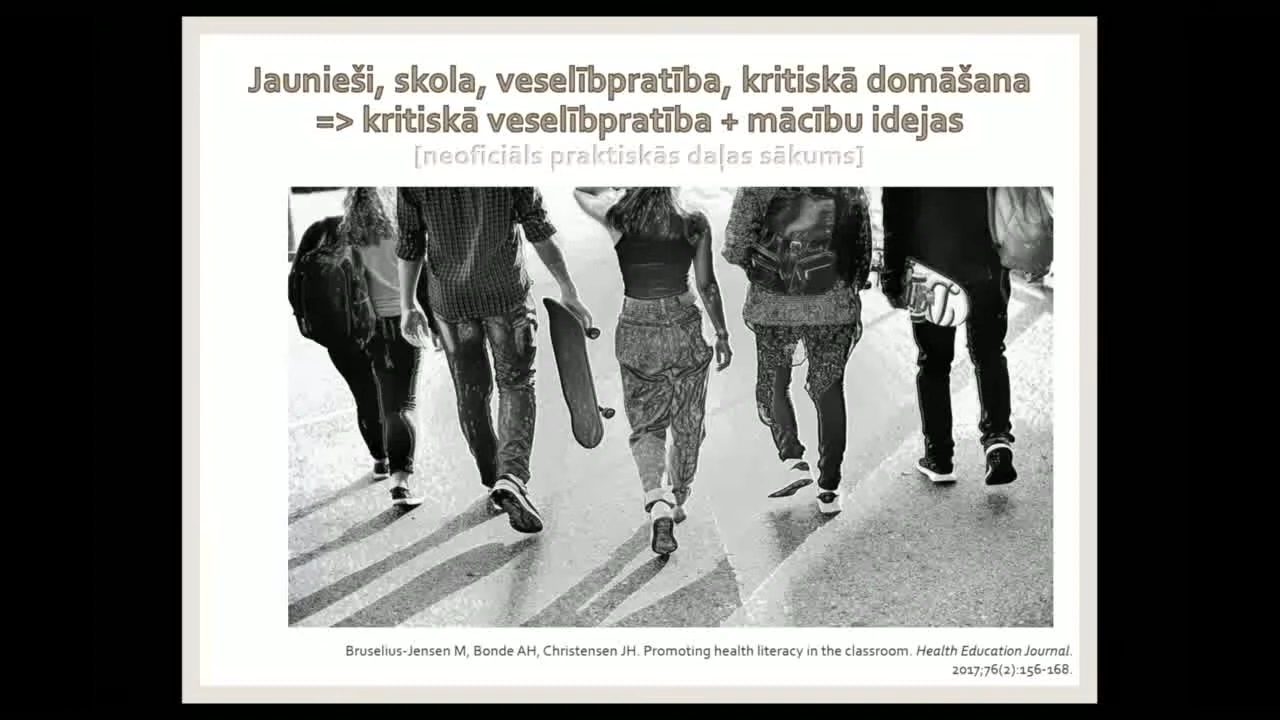 Jaunieši, skola, veselībpratība, kritiskā domāšana
=> kritiskā veselībpratība + mācību idejas
[neoficiāls praktiskās daļas sākums]
Bruselius-Jensen M, Bonde AH, Christensen JH. Promoting health literacy in the classroom. Health Education Journal.
2017;76(2):156-168.